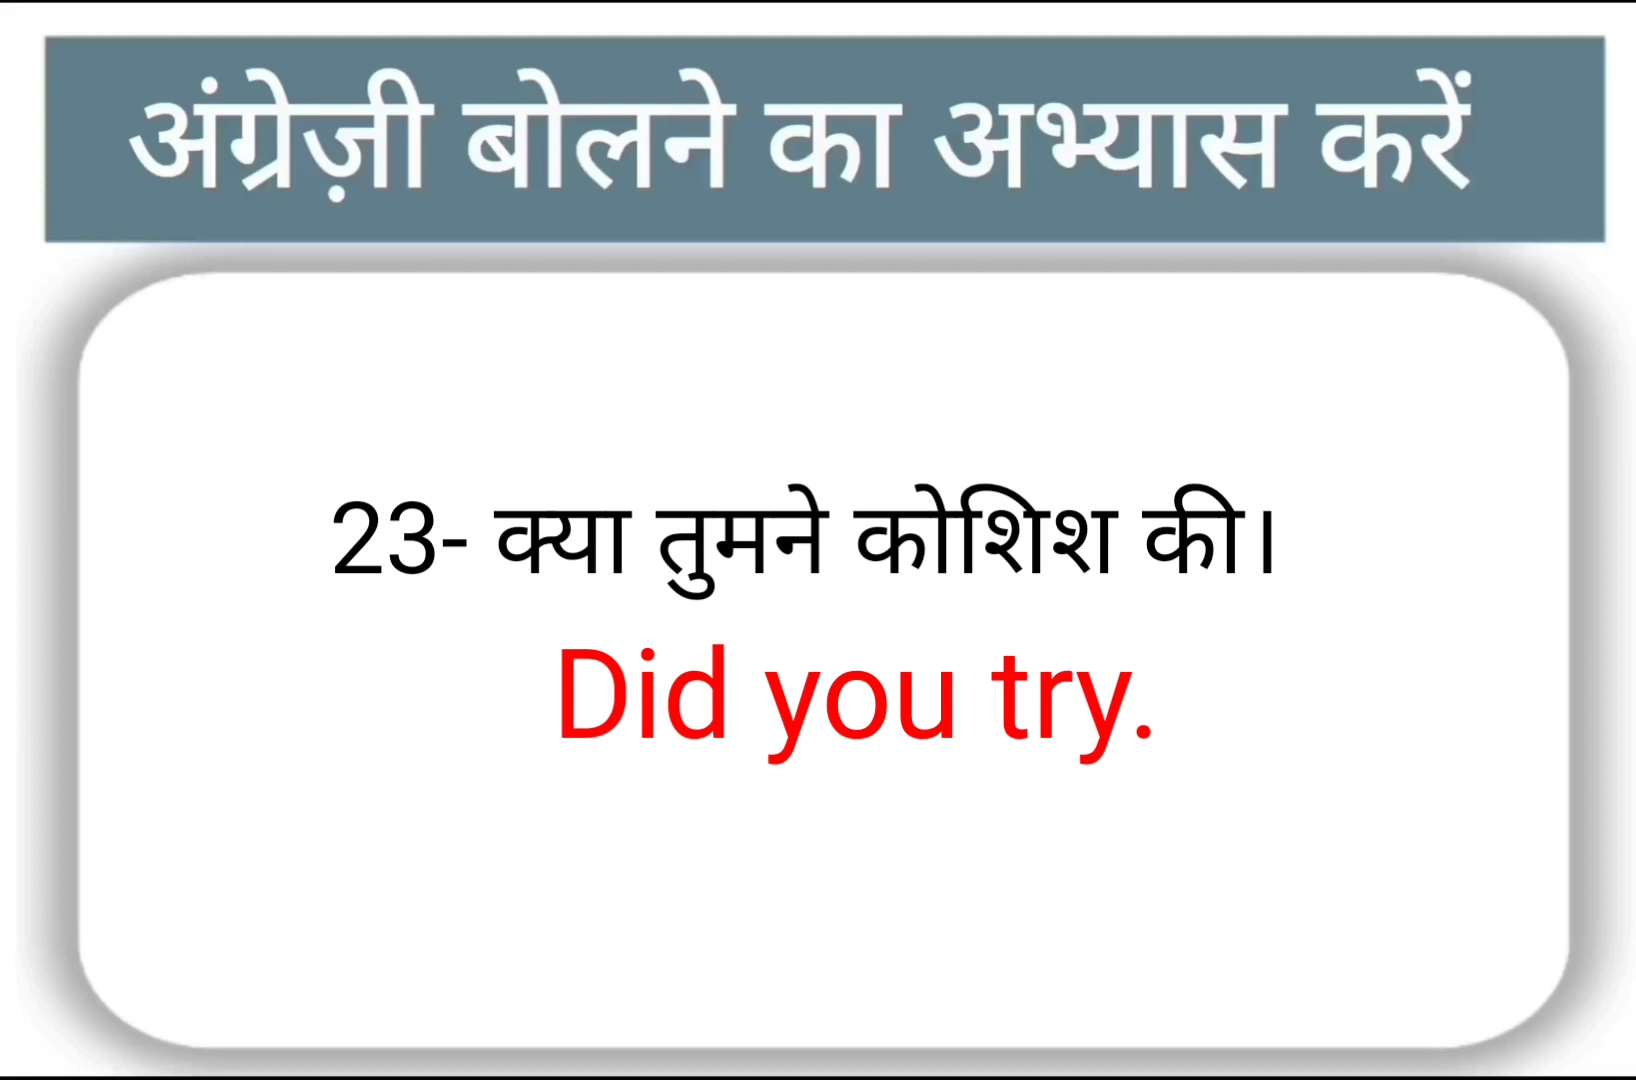 अंग्रेज़ी बोलने का अभ्यास करें
23- क्या तुमने कोशिश की।
Did you try.